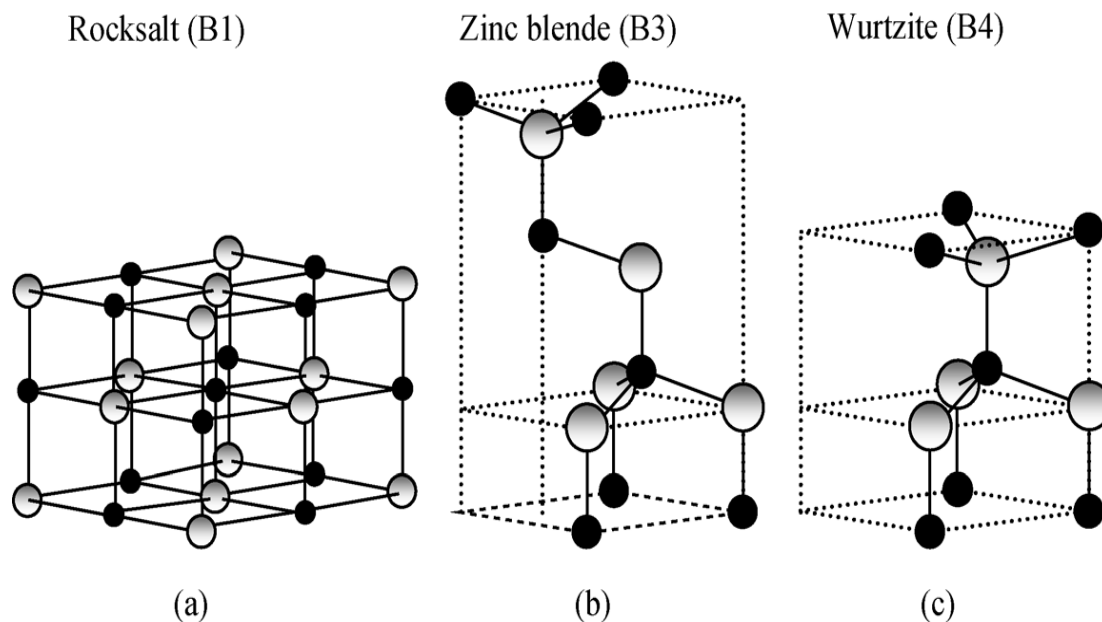 Rocksalt (B1)
Zinc blende (B3)
Wurtzite (B4)
(a)
(b)
(c)